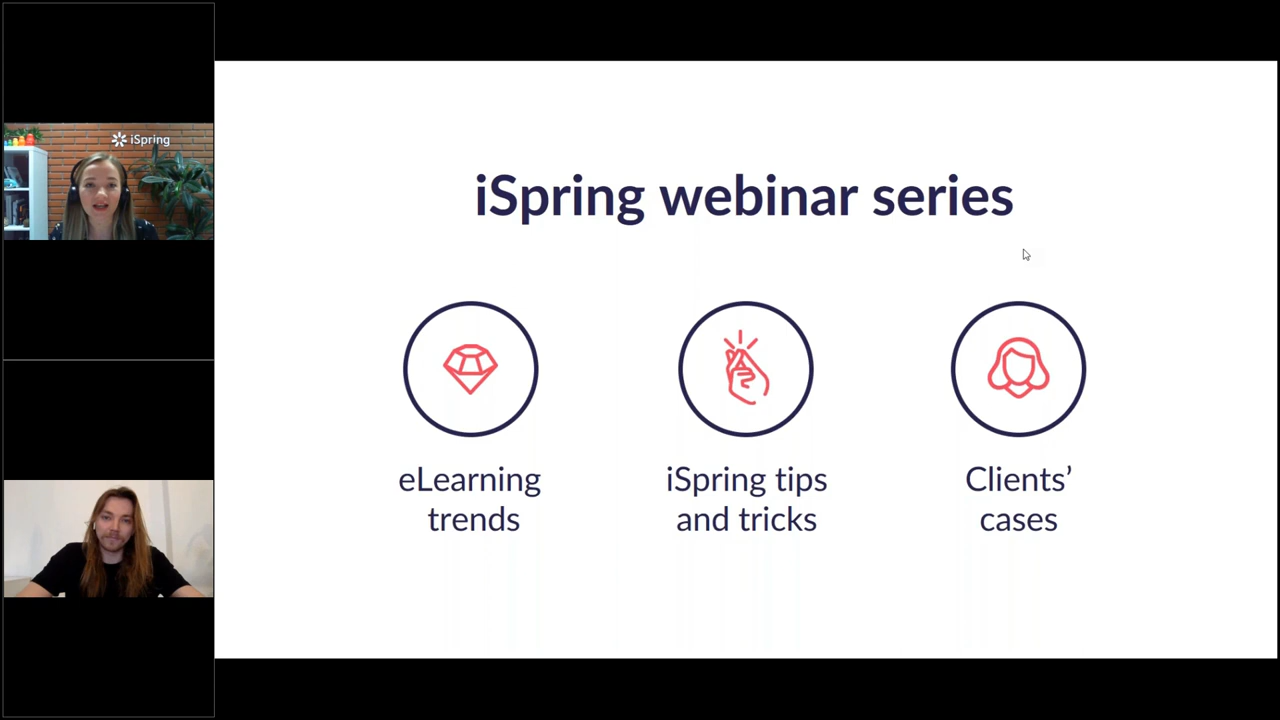 iSpring
iSpring webinar series
eLearning
trends
iSpring tips
and tricks
Clients’
cases